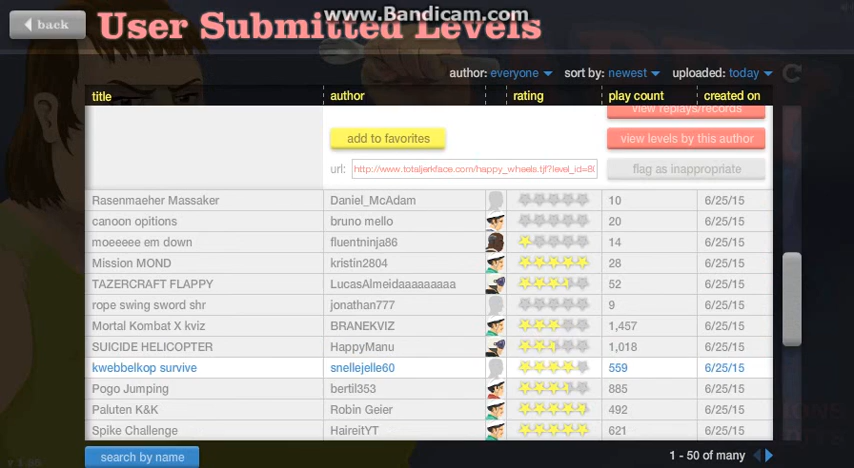 www.Bandicam.com
back
User Submitted Levels
author: everyone sort by: newest uploaded: today
title author rating play count created on
view replays/records
add to favorites view levels by this author
url: http://www.totaljerkface.com/happy_wheels.tjf?level_id=8 flag as inappropriate
Rasenmaeher Massaker Daniel_McAdam 10 6/25/15
canoon opitions bruno mello 20 6/25/15
moeeeee em down fluentninja86 14 6/25/15
Mission MOND kristin2804 28 6/25/15
TAZERCRAFT FLAPPY LucasAlmeidaaaaaaaaa 52 6/25/15
rope swing sword shr jonathan777 9 6/25/15
Mortal Kombat X kviz BRANEKVIZ 1,457 6/25/15
SUICIDE HELICOPTER HappyManu 1,018 6/25/15
kwebbelkop survive snellejelle60 559 6/25/15
Pogo Jumping bertil353 885 6/25/15
Paluten K&K Robin Geier 492 6/25/15
Spike Challenge HaireitYT 621 6/25/15
search by name 1 - 50 of many